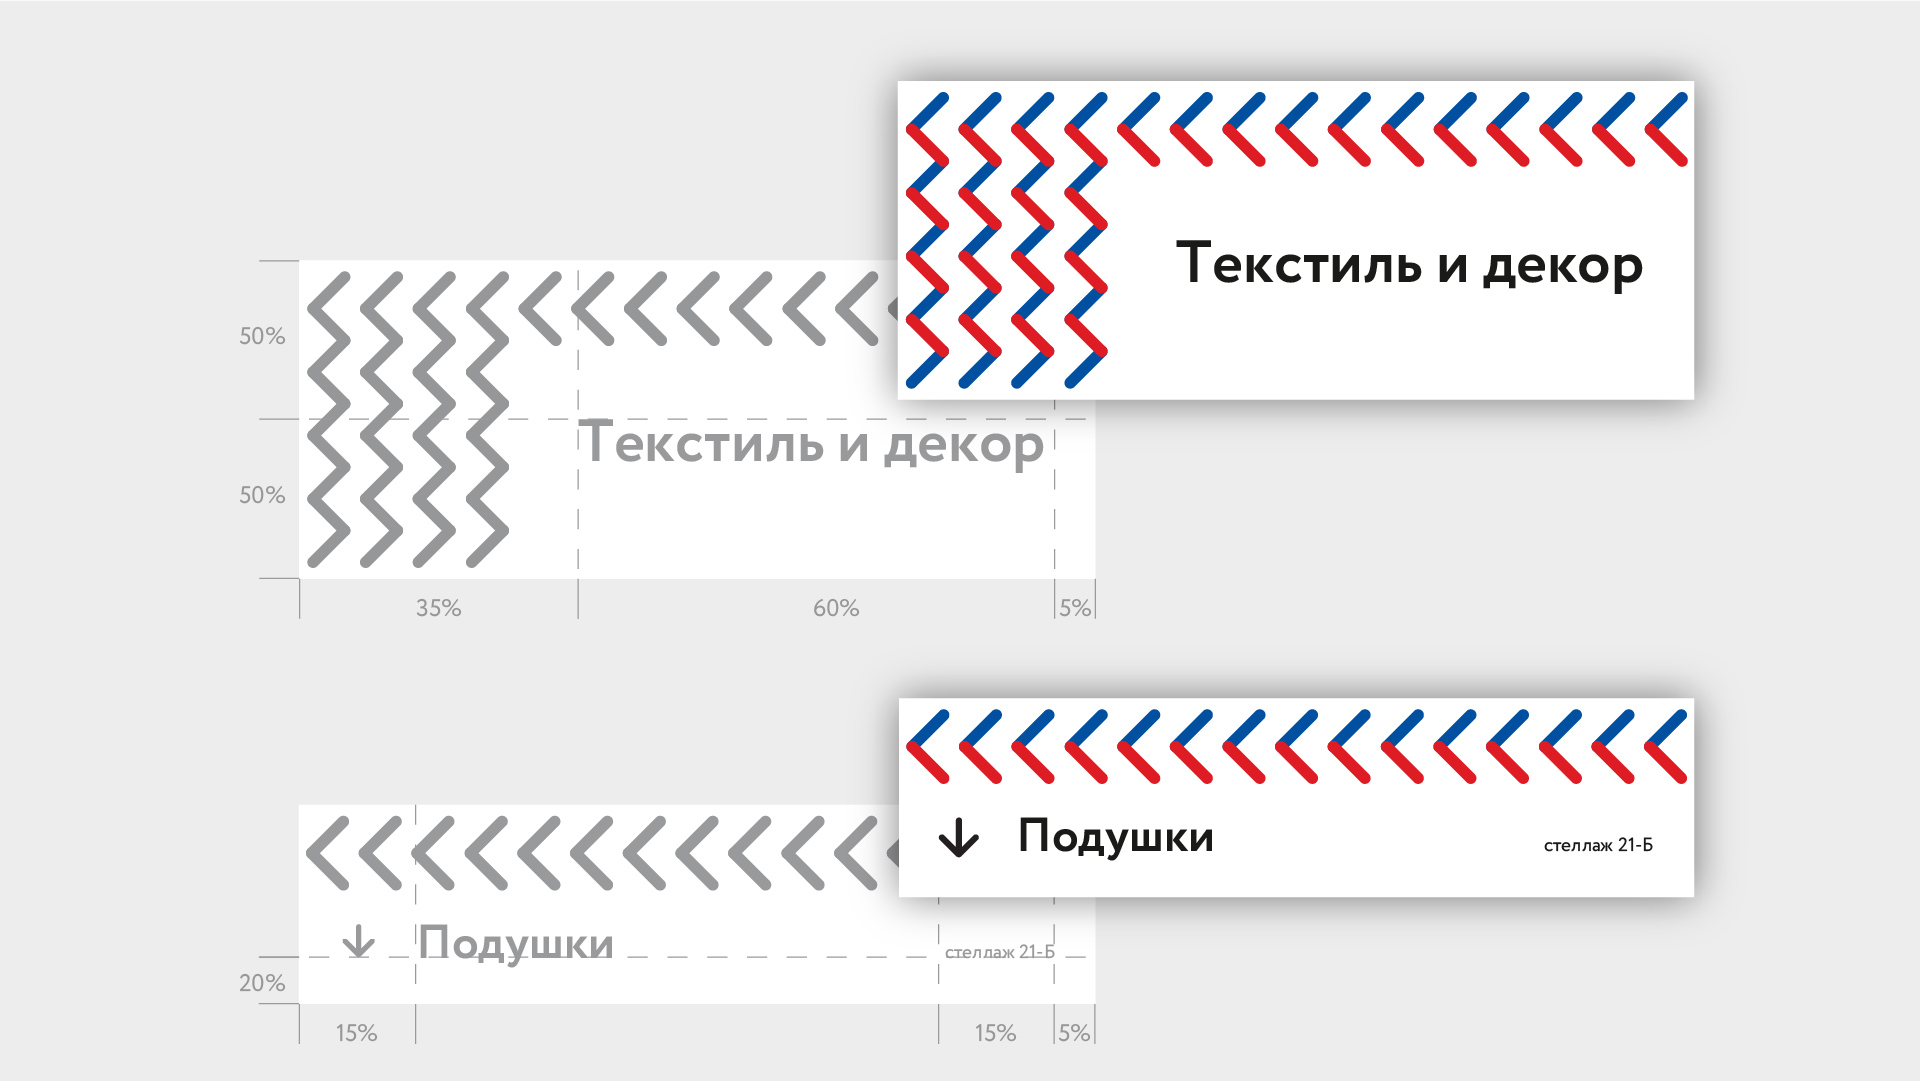 Текстиль и декор
50%
Текстиль и декор
50%
35% 60% 5%
Подушки стеллаж 21-Б
Подушки стеллаж 21-Б
20%
15% 15% 5%